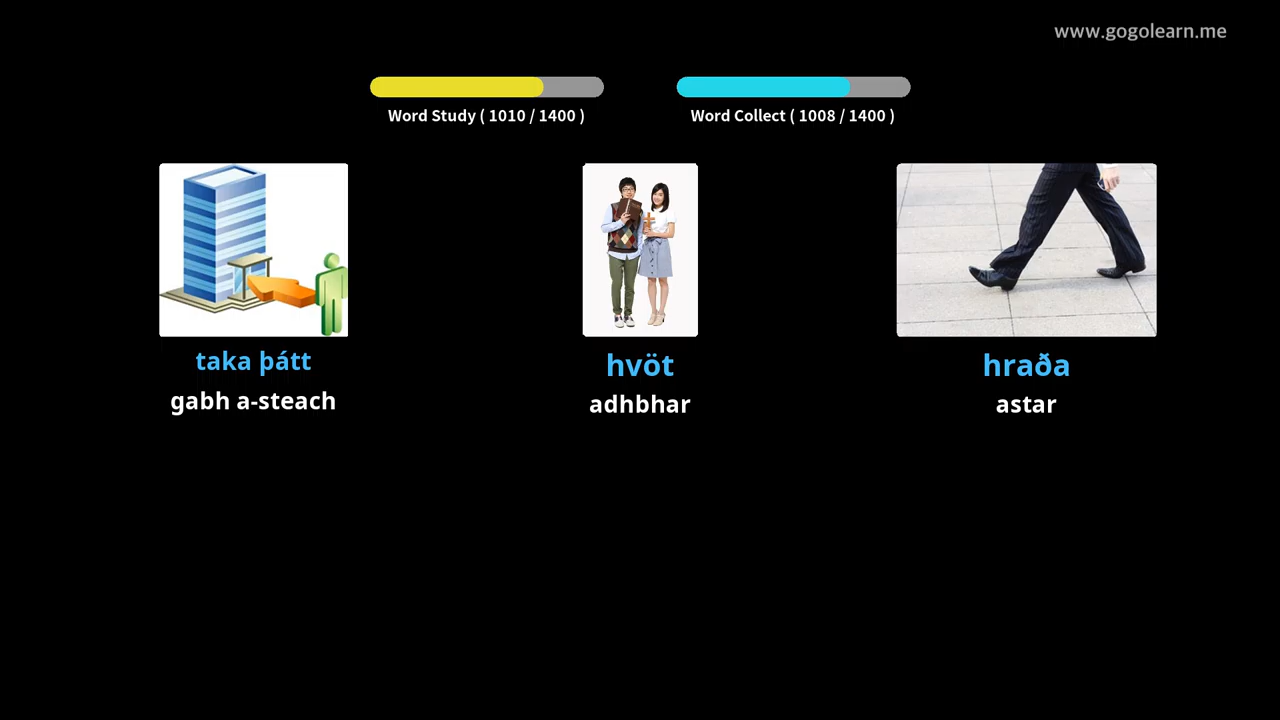 www.gogolearn.me
Word Study ( 1010 / 1400 )
Word Collect ( 1008 / 1400 )
taka þátt
gabh a-steach
hvöt
adhbhar
hraða
astar